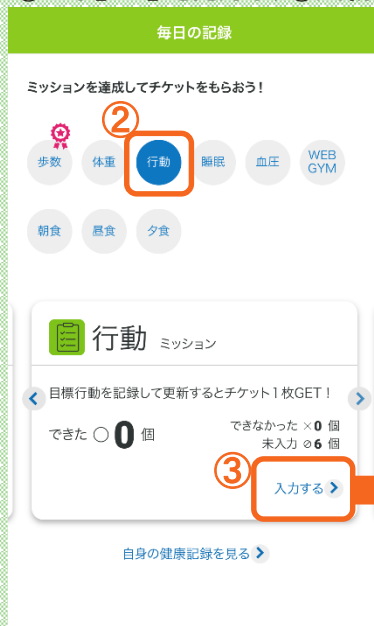 毎日の記録
ミッションを達成してチケットをもらおう！
②
歩数 体重 行動 睡眠 血圧 WEB GYM
朝食 昼食 夕食
行動 ミッション
目標行動を記録して更新するとチケット1枚GET！
できた ○ 0 個
できなかった ×0 個
未入力 ⊘6 個
③
入力する
自身の健康記録を見る